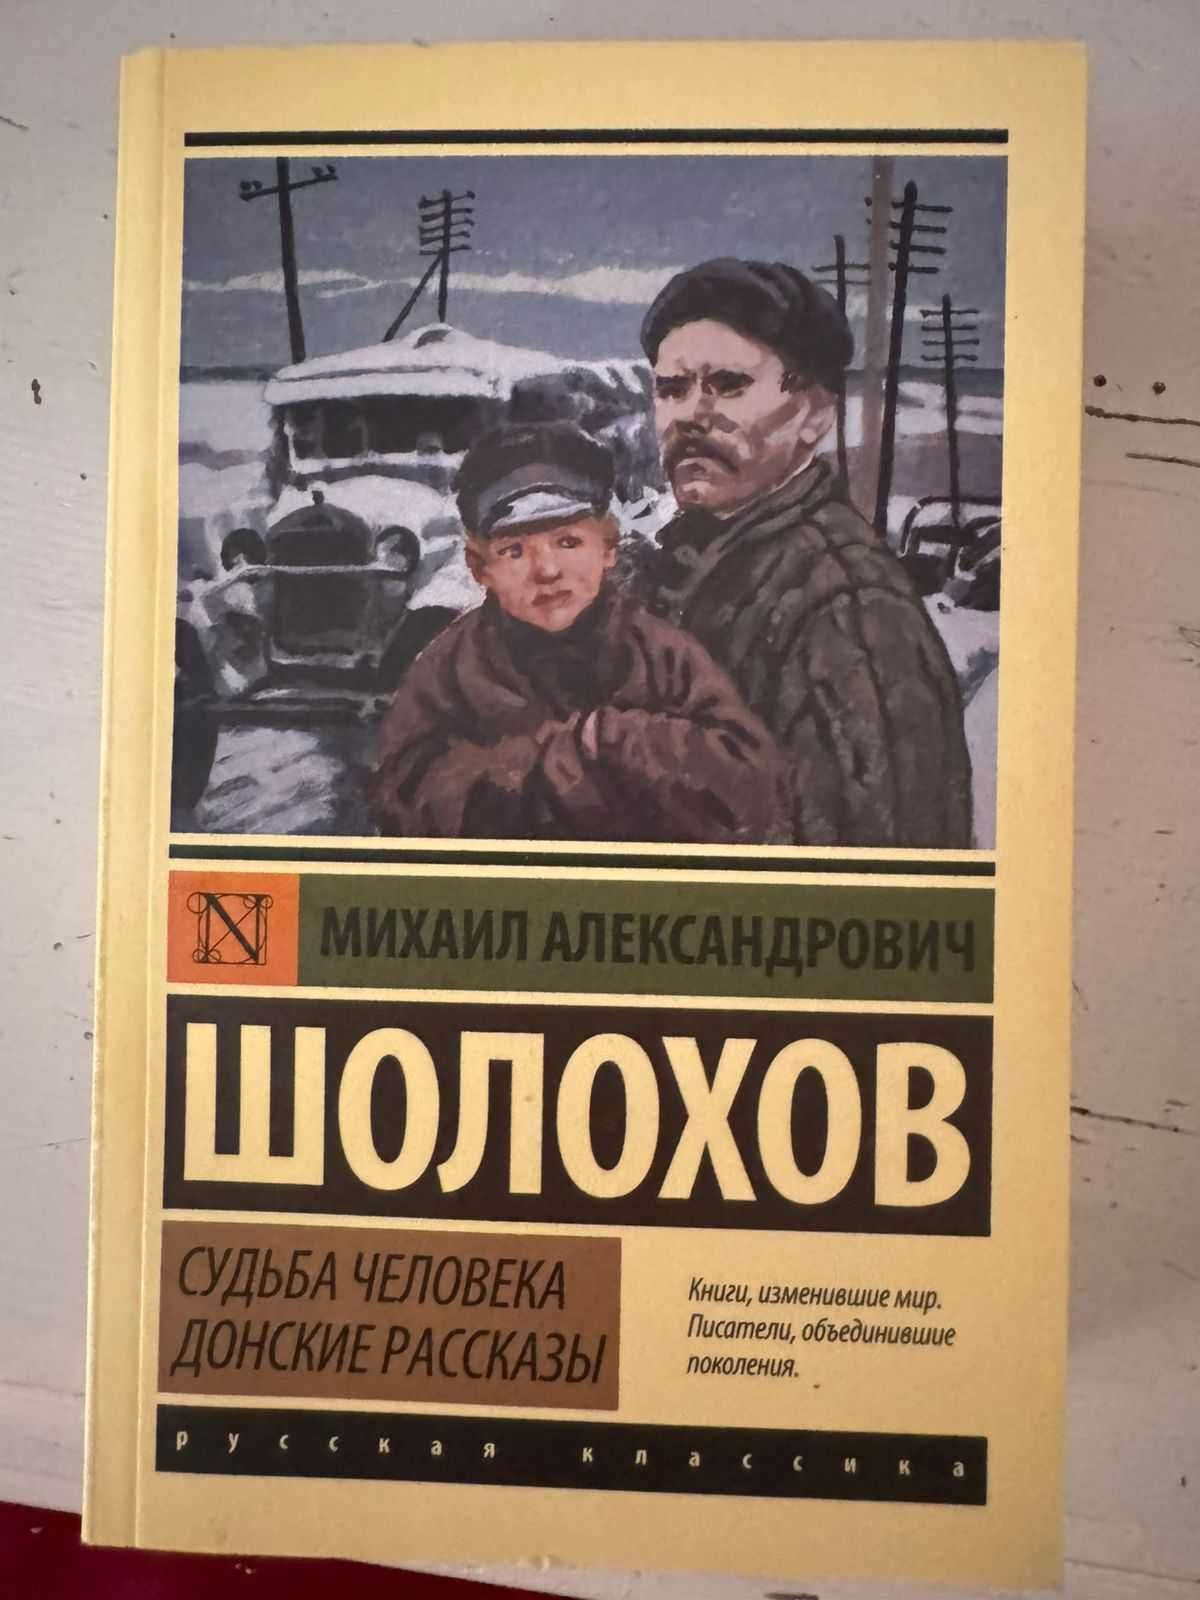 N
МИХАИЛ АЛЕКСАНДРОВИЧ
ШОЛОХОВ
СУДЬБА ЧЕЛОВЕКА
ДОНСКИЕ РАССКАЗЫ
Книги, изменившие мир.
Писатели, объединившие
поколения.
русская классика